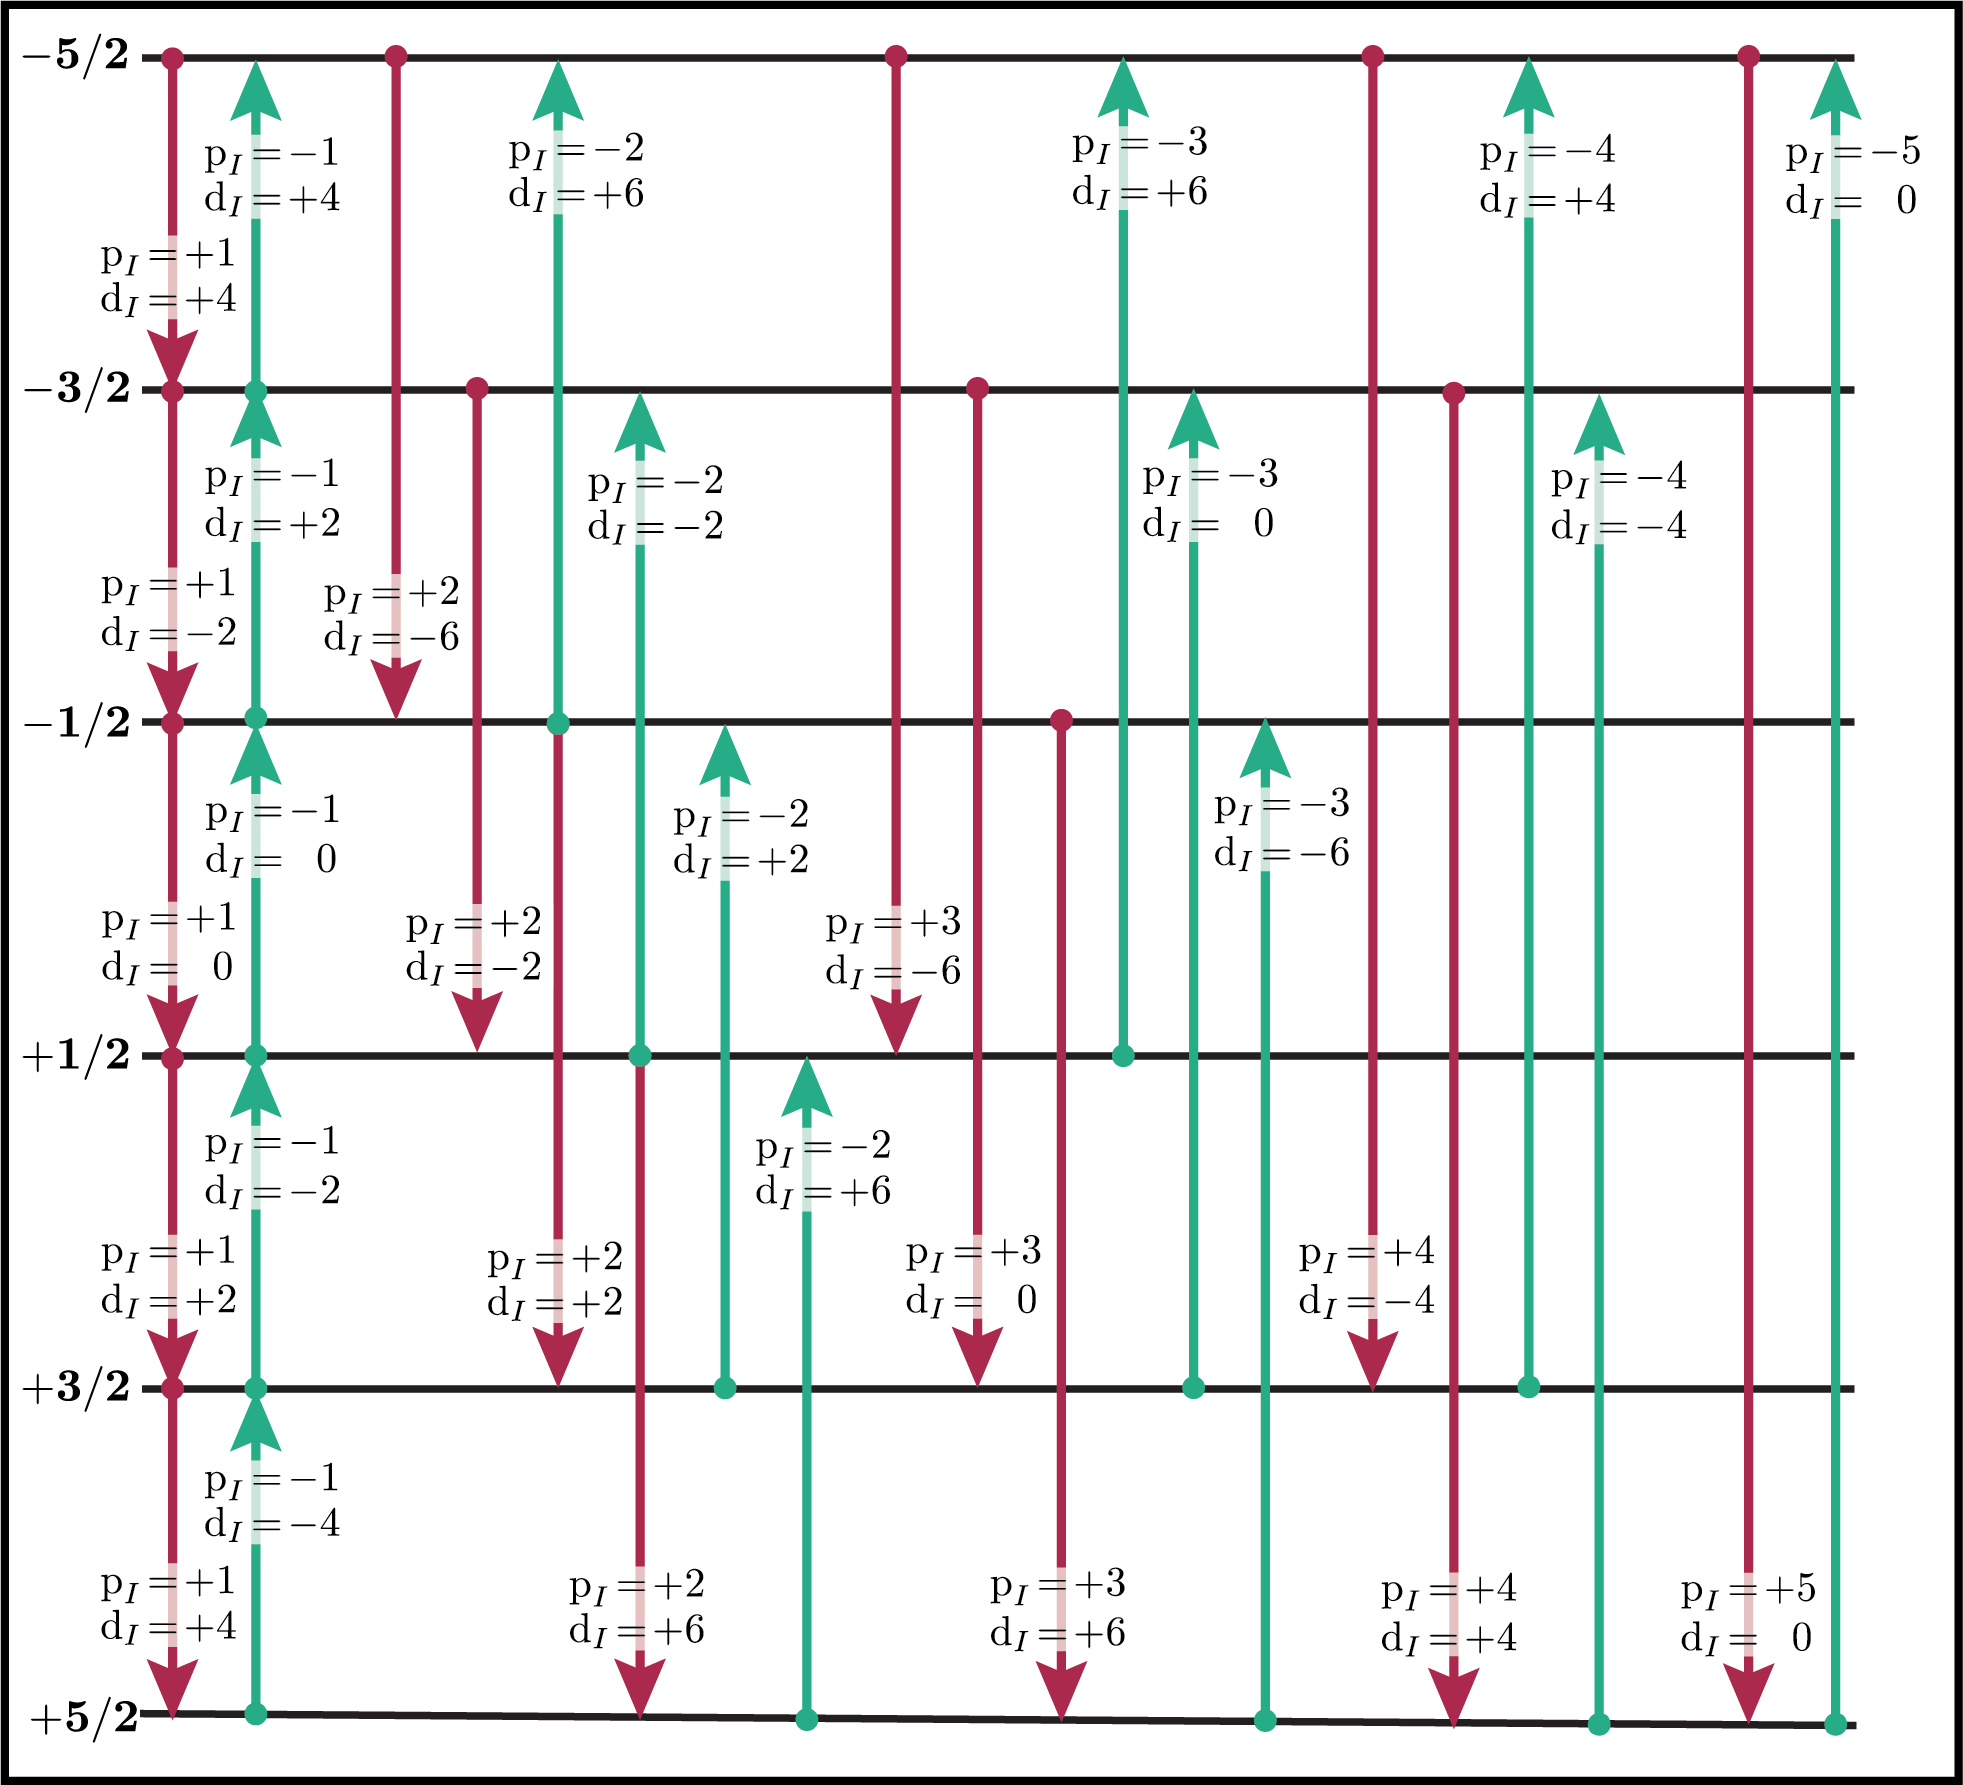 −5/2
p_I = −1
d_I = +4
p_I = −2
d_I = +6
p_I = −3
d_I = +6
p_I = −4
d_I = +4
p_I = −5
d_I = 0
p_I = +1
d_I = +4
−3/2
p_I = −1
d_I = +2
p_I = −2
d_I = −2
p_I = −3
d_I = 0
p_I = −4
d_I = −4
p_I = +1
d_I = −2
p_I = +2
d_I = −6
−1/2
p_I = −1
d_I = 0
p_I = −2
d_I = +2
p_I = −3
d_I = −6
p_I = +1
d_I = 0
p_I = +2
d_I = −2
p_I = +3
d_I = −6
+1/2
p_I = −1
d_I = −2
p_I = −2
d_I = +6
p_I = +1
d_I = +2
p_I = +2
d_I = +2
p_I = +3
d_I = 0
p_I = +4
d_I = −4
+3/2
p_I = −1
d_I = −4
p_I = +1
d_I = +4
p_I = +2
d_I = +6
p_I = +3
d_I = +6
p_I = +4
d_I = +4
p_I = +5
d_I = 0
+5/2